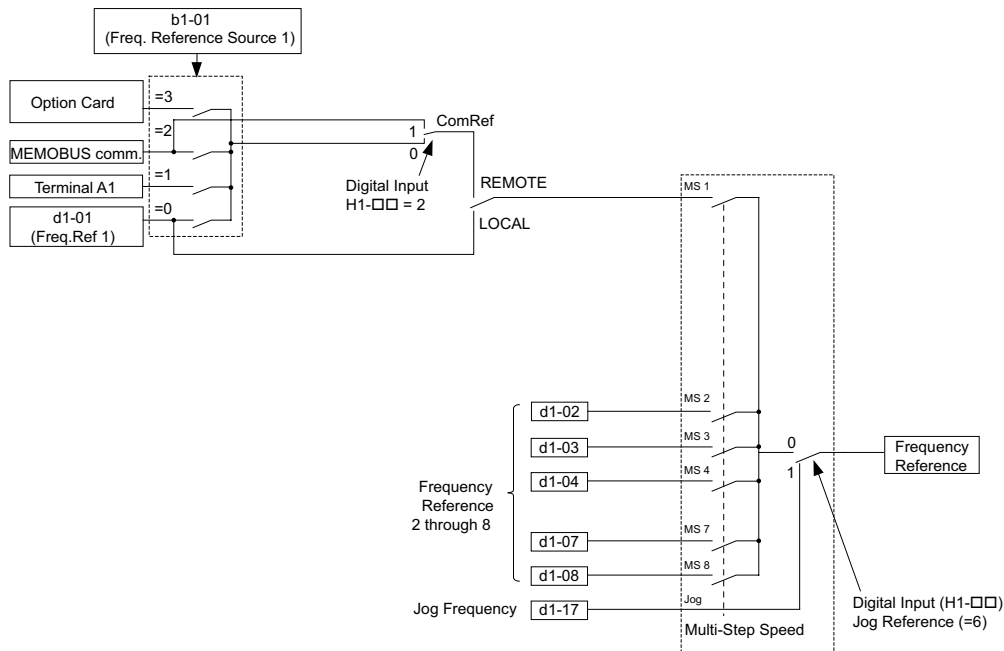 b1-01
(Freq. Reference Source 1)
Option Card
=3
=2
MEMOBUS comm.
=1
Terminal A1
=0
d1-01
(Freq.Ref 1)
ComRef
1
0
Digital Input
H1-□□ = 2
REMOTE
LOCAL
MS 1
MS 2
d1-02
MS 3
d1-03
MS 4
d1-04
Frequency
Reference
2 through 8
MS 7
d1-07
MS 8
d1-08
Jog Frequency
d1-17
Jog
Multi-Step Speed
0
1
Frequency
Reference
Digital Input (H1-□□)
Jog Reference (=6)